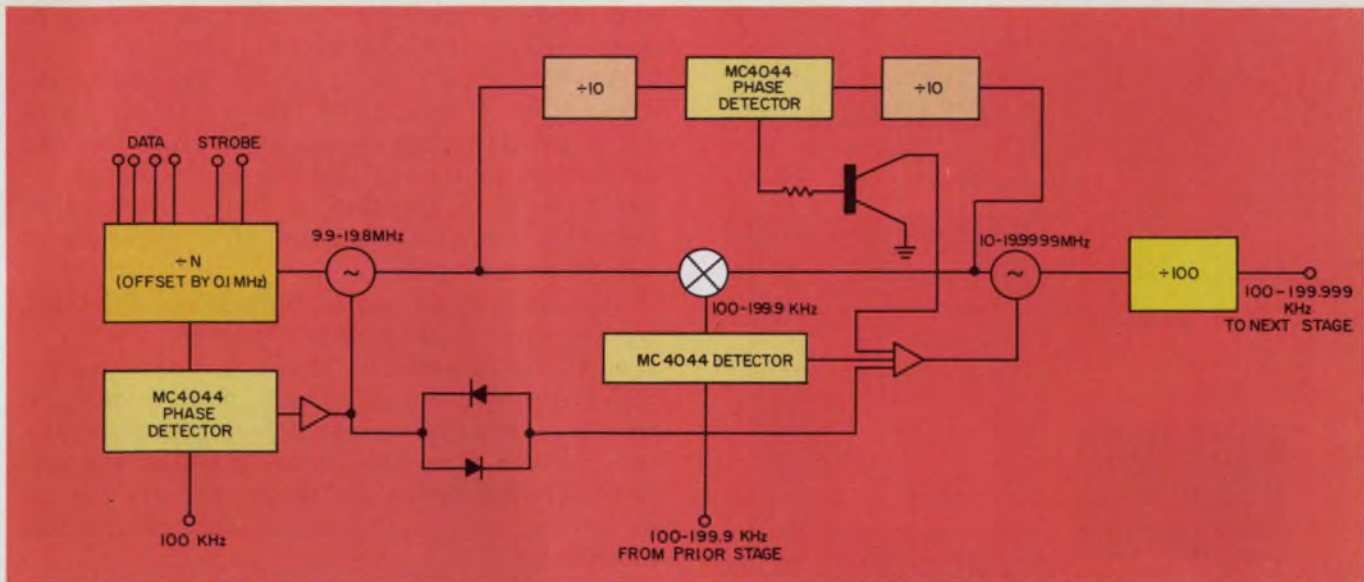 ÷10
MC4044
PHASE
DETECTOR
÷10
DATA
STROBE
÷N
(OFFSET BY 0.1 MHz)
9.9-19.8MHz
~
10-19.9999MHz
~
÷100
100-199.999
KHz
TO NEXT STAGE
100-199.9 KHz
MC4044 DETECTOR
MC4044
PHASE
DETECTOR
100 KHz
100-199.9 KHz
FROM PRIOR STAGE